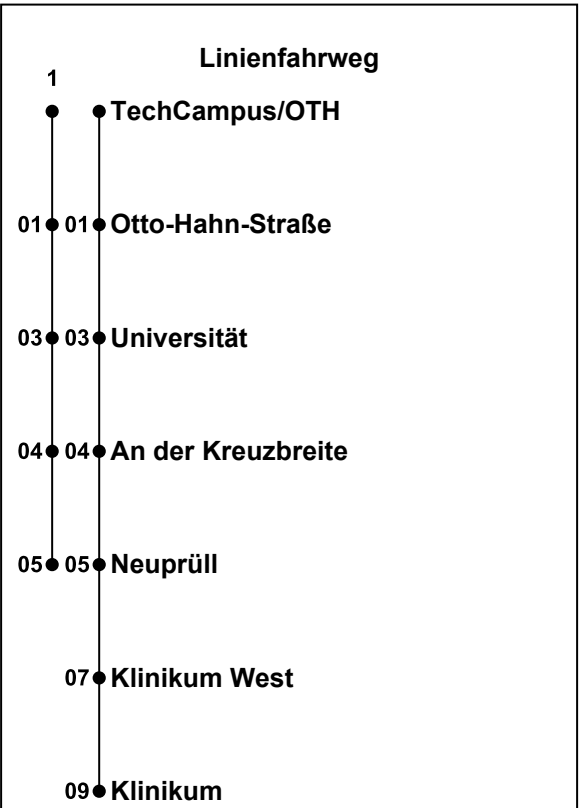 Linienfahrweg
1
TechCampus/OTH
01 01 Otto-Hahn-Straße
03 03 Universität
04 04 An der Kreuzbreite
05 05 Neuprüll
07 Klinikum West
09 Klinikum